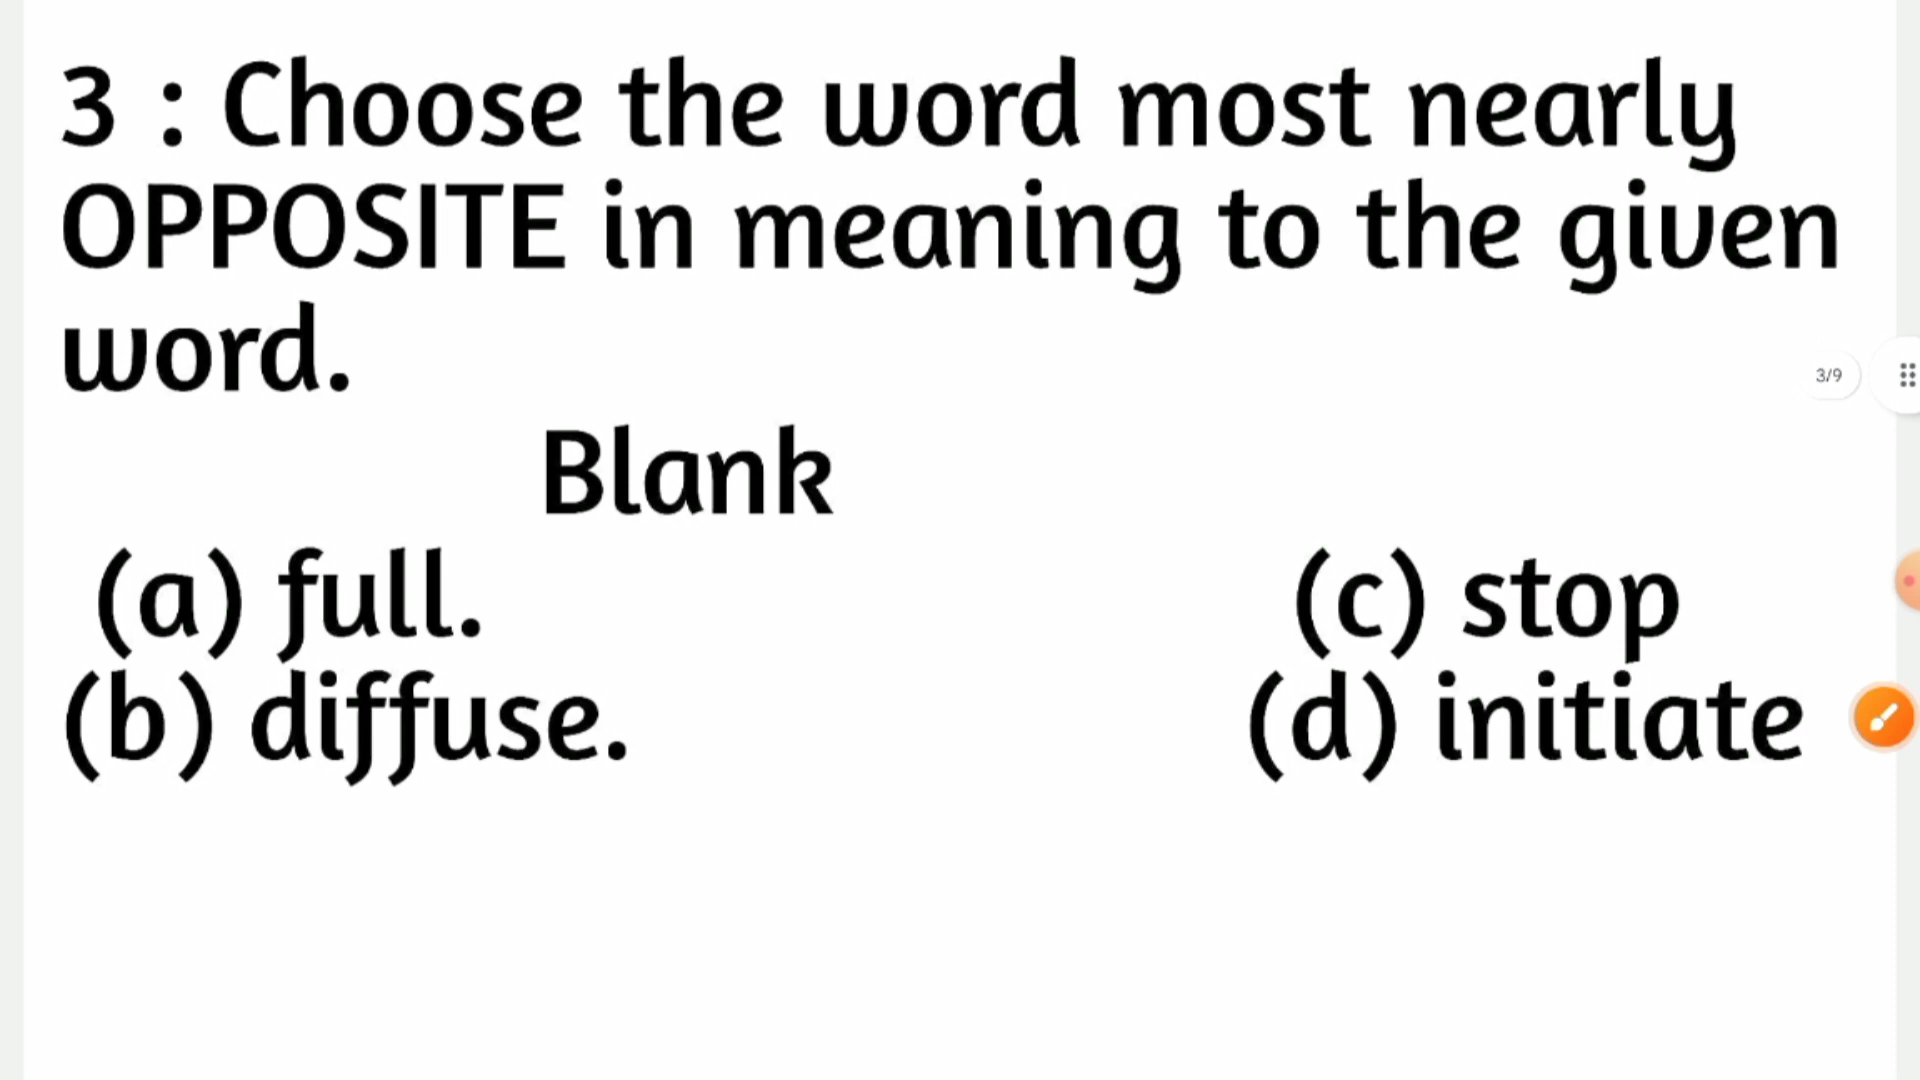 3 : Choose the word most nearly
OPPOSITE in meaning to the given
word.
3/9
Blank
(a) full. (c) stop
(b) diffuse. (d) initiate